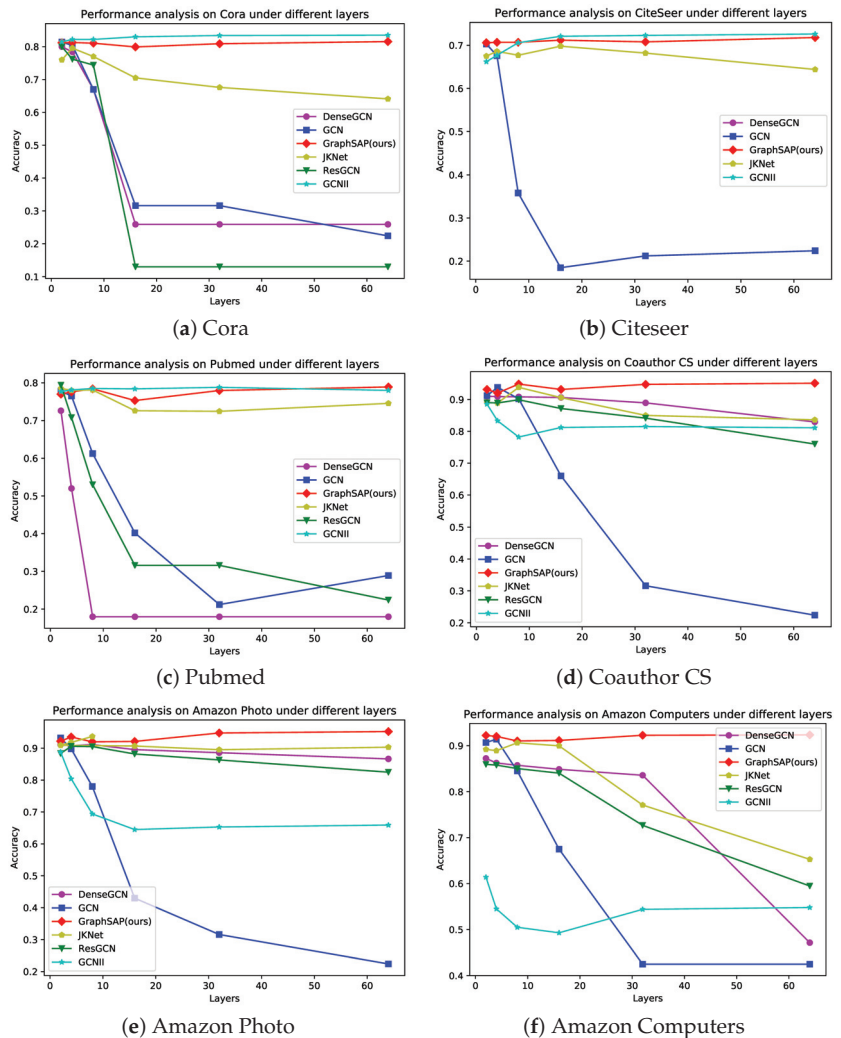 Performance analysis on Cora under different layers
0.8
0.7
0.6
0.5
0.4
0.3
0.2
0.1
Accuracy
DenseGCN
GCN
GraphSAP(ours)
JKNet
ResGCN
GCNII
0 10 20 30 40 50 60
Layers
(a) Cora
Performance analysis on CiteSeer under different layers
0.7
0.6
0.5
0.4
0.3
0.2
Accuracy
DenseGCN
GCN
GraphSAP(ours)
JKNet
ResGCN
GCNII
0 10 20 30 40 50 60
Layers
(b) Citeseer
Performance analysis on Pubmed under different layers
0.8
0.7
0.6
0.5
0.4
0.3
0.2
Accuracy
DenseGCN
GCN
GraphSAP(ours)
JKNet
ResGCN
GCNII
0 10 20 30 40 50 60
Layers
(c) Pubmed
Performance analysis on Coauthor CS under different layers
0.9
0.8
0.7
0.6
0.5
0.4
0.3
0.2
Accuracy
DenseGCN
GCN
GraphSAP(ours)
JKNet
ResGCN
GCNII
0 10 20 30 40 50 60
Layers
(d) Coauthor CS
Performance analysis on Amazon Photo under different layers
0.9
0.8
0.7
0.6
0.5
0.4
0.3
0.2
Accuracy
DenseGCN
GCN
GraphSAP(ours)
JKNet
ResGCN
GCNII
0 10 20 30 40 50 60
Layers
(e) Amazon Photo
Performance analysis on Amazon Computers under different layers
0.9
0.8
0.7
0.6
0.5
0.4
Accuracy
DenseGCN
GCN
GraphSAP(ours)
JKNet
ResGCN
GCNII
0 10 20 30 40 50 60
Layers
(f) Amazon Computers